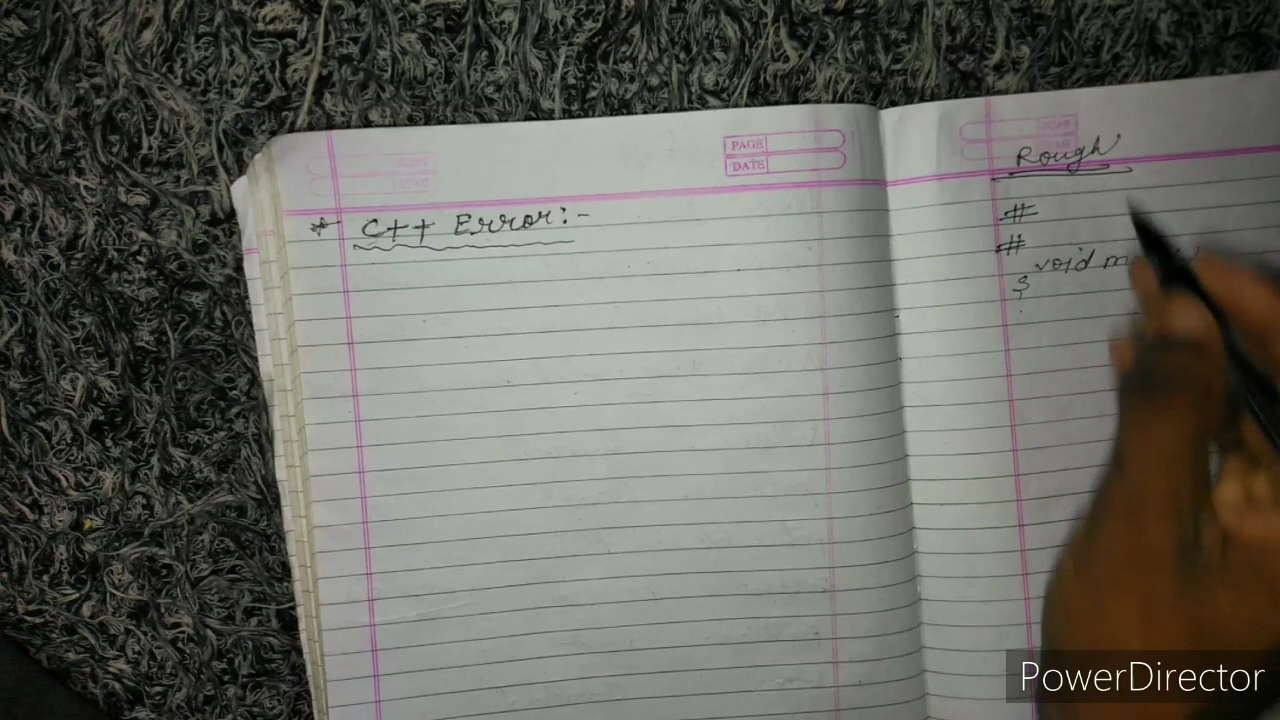 PAGE
DATE
* C++ Error:-
Rough
#
#
void
{
PowerDirector